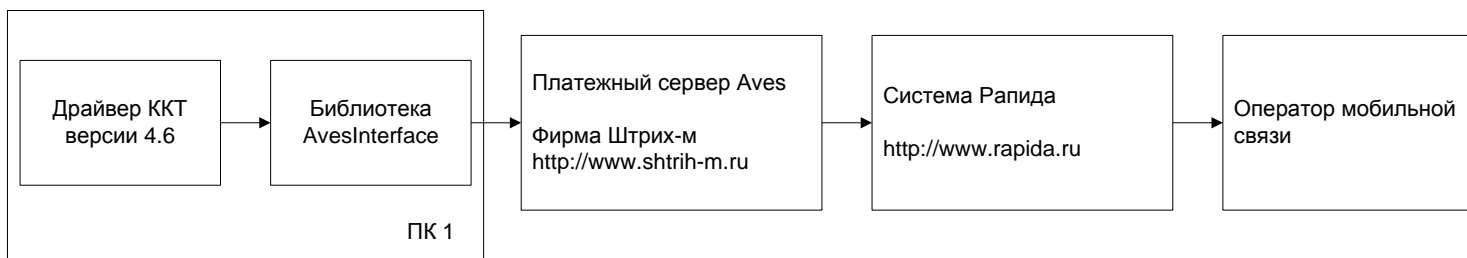 Драйвер ККТ
версии 4.6
Библиотека
AvesInterface
ПК 1
Платежный сервер Aves
Фирма Штрих-м
http://www.shtrih-m.ru
Система Рапида
http://www.rapida.ru
Оператор мобильной
связи